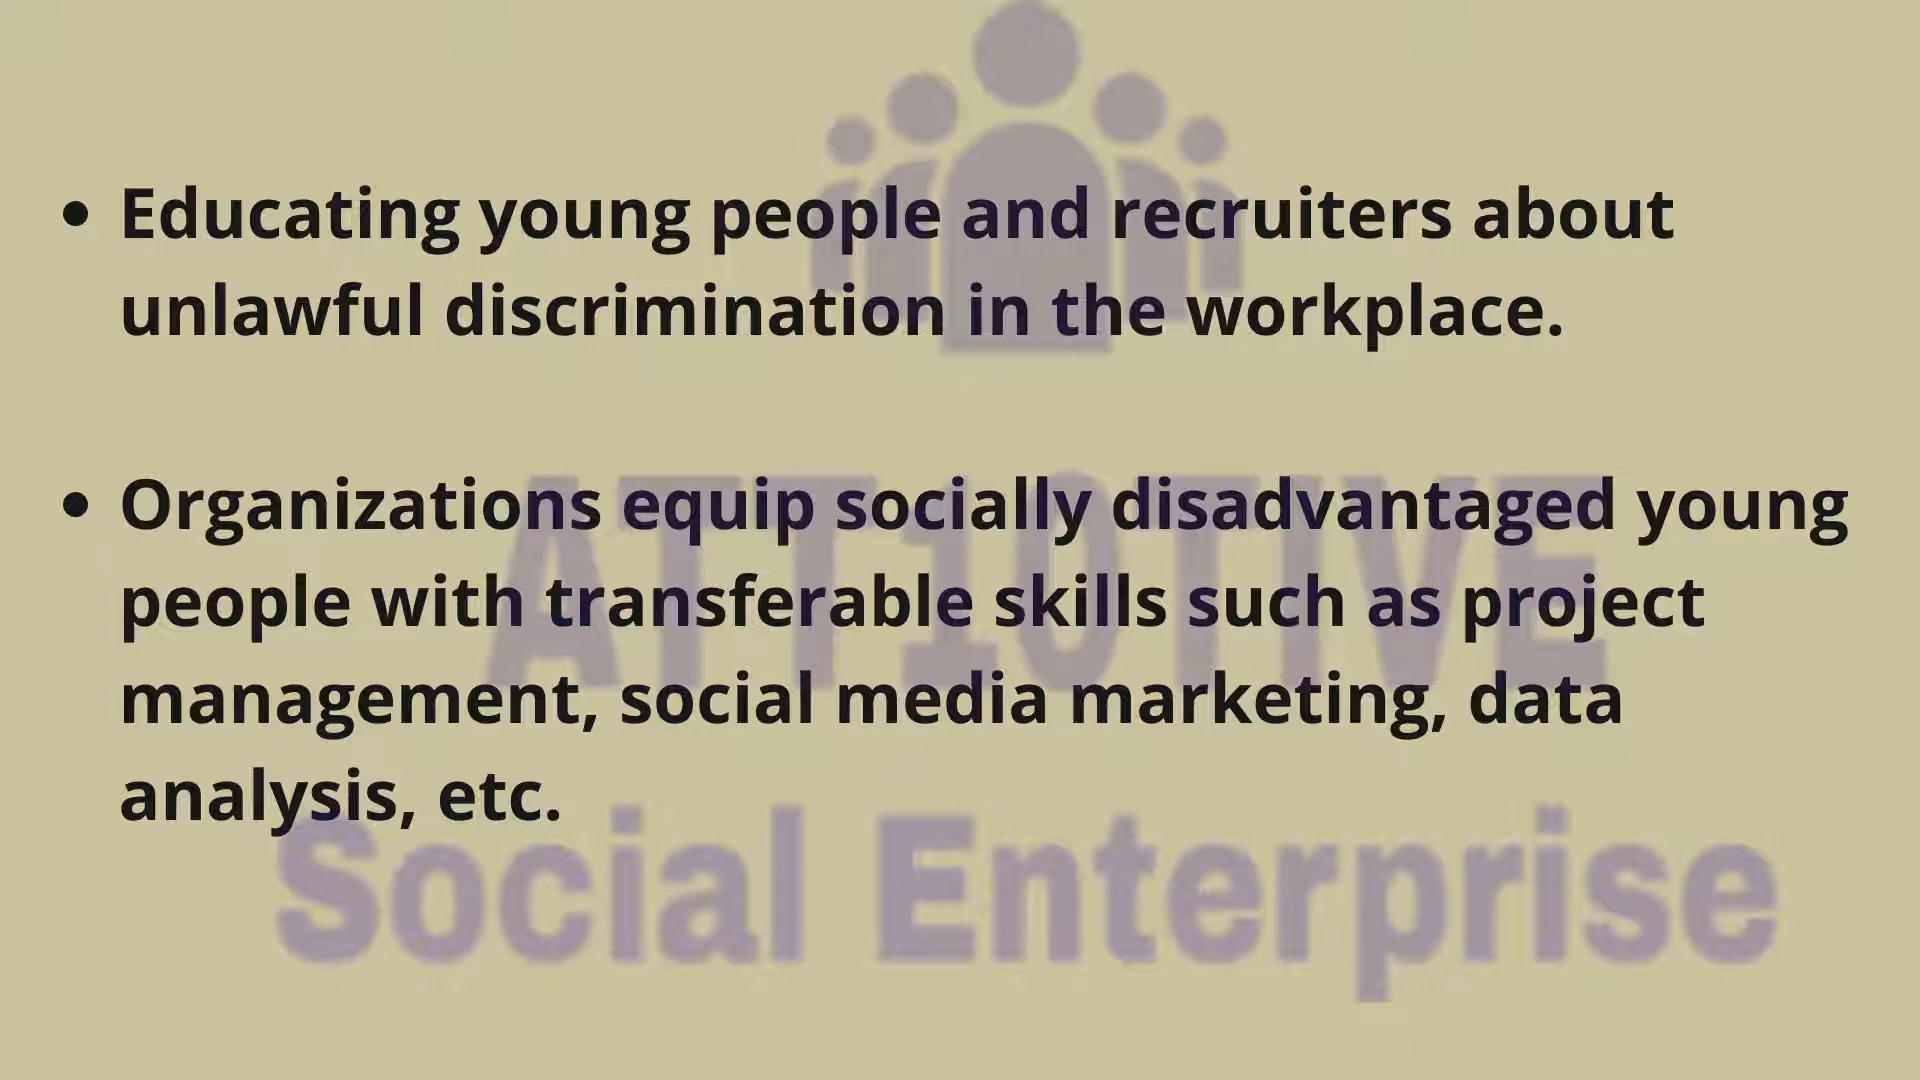 • Educating young people and recruiters about
unlawful discrimination in the workplace.
• Organizations equip socially disadvantaged young
people with transferable skills such as project
management, social media marketing, data
analysis, etc.
ATT10TIVE
Social Enterprise